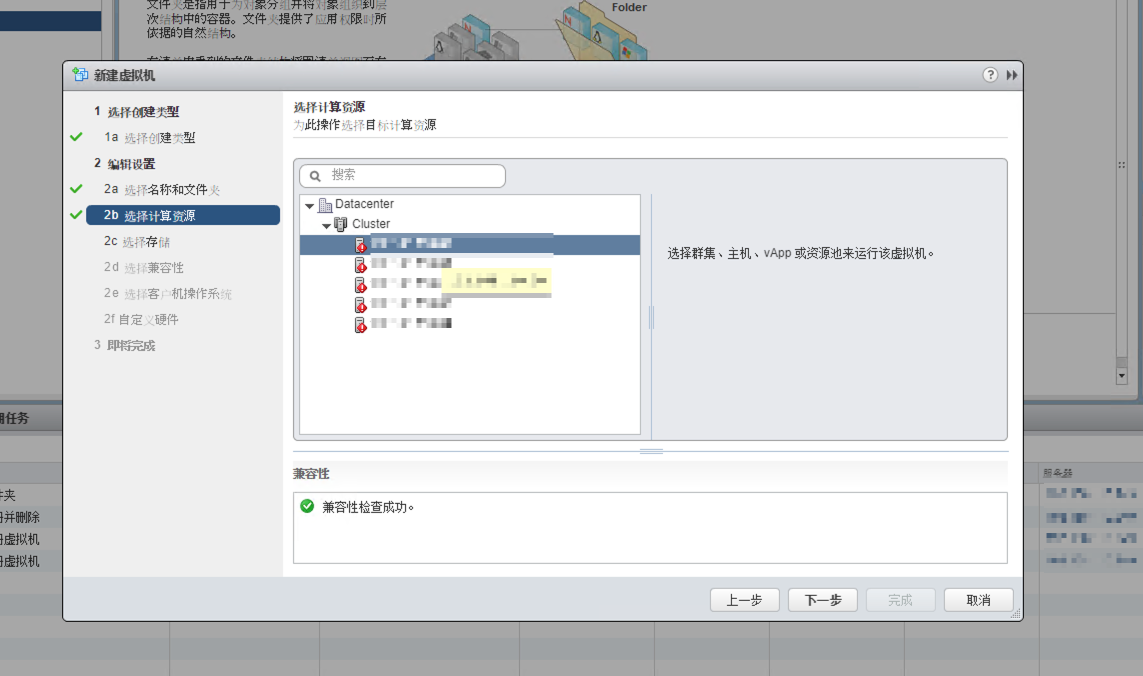 文件夹是指用于为对象分组并将对象组织到层
次结构中的容器。文件夹提供了应用权限时所
依据的自然结构。
Folder
新建虚拟机
?
1 选择创建类型
1a 选择创建类型
2 编辑设置
2a 选择名称和文件夹
2b 选择计算资源
2c 选择存储
2d 选择兼容性
2e 选择客户机操作系统
2f 自定义硬件
3 即将完成
选择计算资源
为此操作选择目标计算资源
搜索
Datacenter
Cluster
选择群集、主机、vApp 或资源池来运行该虚拟机。
兼容性
兼容性检查成功。
上一步
下一步
完成
取消
任务
服务器
件夹
并删除
虚拟机
虚拟机